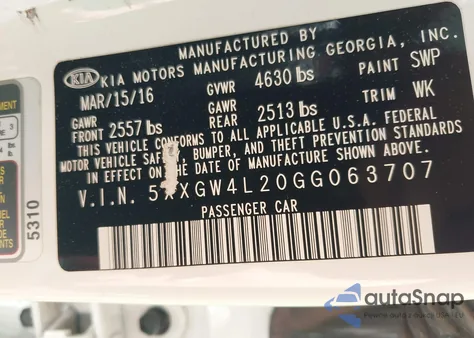 MANUFACTURED BY
KIA KIA MOTORS MANUFACTURING GEORGIA, INC.
MAR/15/16 GVWR 4630 lbs PAINT SWP
GAWR FRONT 2557 lbs GAWR REAR 2513 lbs TRIM WK
THIS VEHICLE CONFORMS TO ALL APPLICABLE U.S.A. FEDERAL
MOTOR VEHICLE SAFETY, BUMPER, AND THEFT PREVENTION STANDARDS
IN EFFECT ON THE DATE OF MANUFACTURE SHOWN ABOVE.
V.I.N. 5XXGW4L20GG063707
PASSENGER CAR
5310
autoSnap